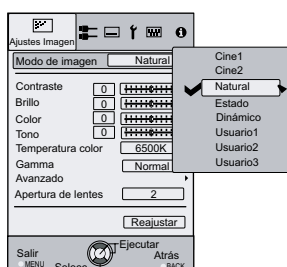 Ajustes Imagen
Modo de imagen Natural
Contraste 0
Brillo 0
Color 0
Tono 0
Temperatura color 6500K
Gamma Normal
Avanzado
Apertura de lentes 2
Reajustar
Salir
MENU
Ejecutar
Atrás
BACK
Cine1
Cine2
Natural
Estado
Dinámico
Usuario1
Usuario2
Usuario3